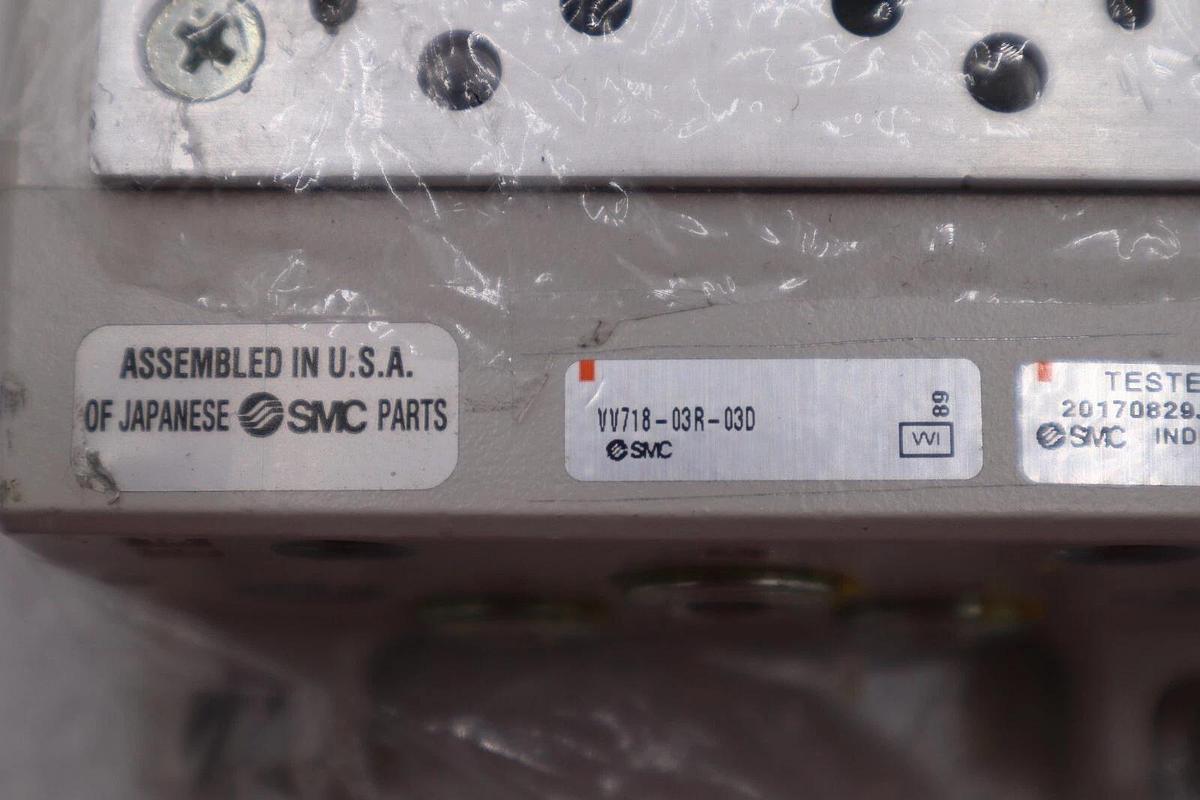 ASSEMBLED IN U.S.A.
OF JAPANESE SMC PARTS
VV718-03R-03D
SMC
89
VVI
TESTE
20170829.
SMC IND